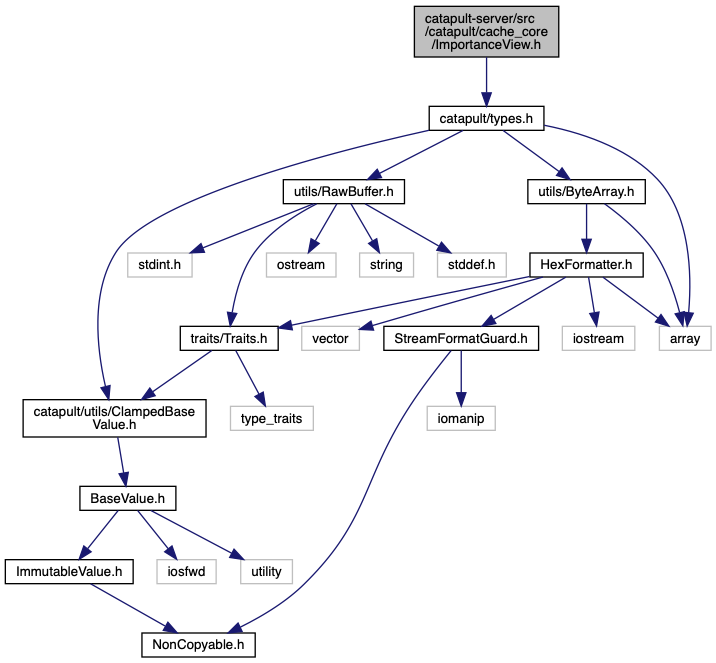 catapult-server/src
/catapult/cache_core
/ImportanceView.h
catapult/types.h
utils/RawBuffer.h
utils/ByteArray.h
stdint.h
ostream
string
stddef.h
HexFormatter.h
traits/Traits.h
vector
StreamFormatGuard.h
iostream
array
catapult/utils/ClampedBase
Value.h
type_traits
iomanip
BaseValue.h
ImmutableValue.h
iosfwd
utility
NonCopyable.h